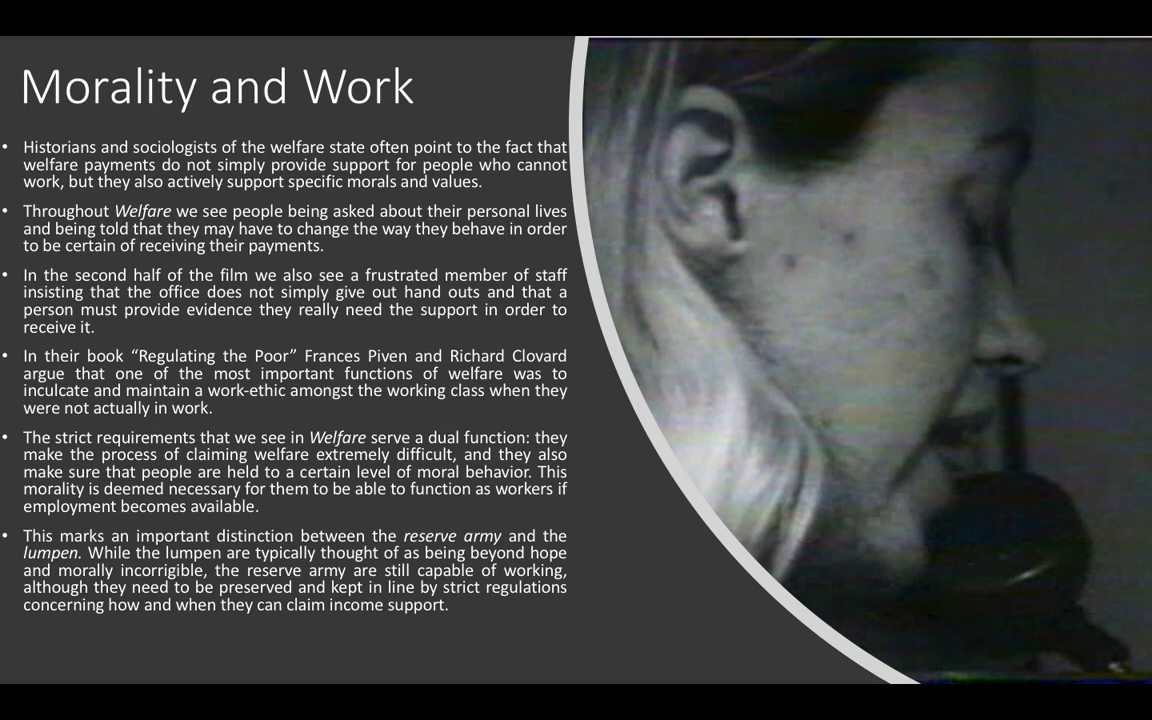 Morality and Work
• Historians and sociologists of the welfare state often point to the fact that
welfare payments do not simply provide support for people who cannot
work, but they also actively support specific morals and values.
• Throughout Welfare we see people being asked about their personal lives
and being told that they may have to change the way they behave in order
to be certain of receiving their payments.
• In the second half of the film we also see a frustrated member of staff
insisting that the office does not simply give out hand outs and that a
person must provide evidence they really need the support in order to
receive it.
• In their book “Regulating the Poor” Frances Piven and Richard Clovard
argue that one of the most important functions of welfare was to
inculcate and maintain a work-ethic amongst the working class when they
were not actually in work.
• The strict requirements that we see in Welfare serve a dual function: they
make the process of claiming welfare extremely difficult, and they also
make sure that people are held to a certain level of moral behavior. This
morality is deemed necessary for them to be able to function as workers if
employment becomes available.
• This marks an important distinction between the reserve army and the
lumpen. While the lumpen are typically thought of as being beyond hope
and morally incorrigible, the reserve army are still capable of working,
although they need to be preserved and kept in line by strict regulations
concerning how and when they can claim income support.